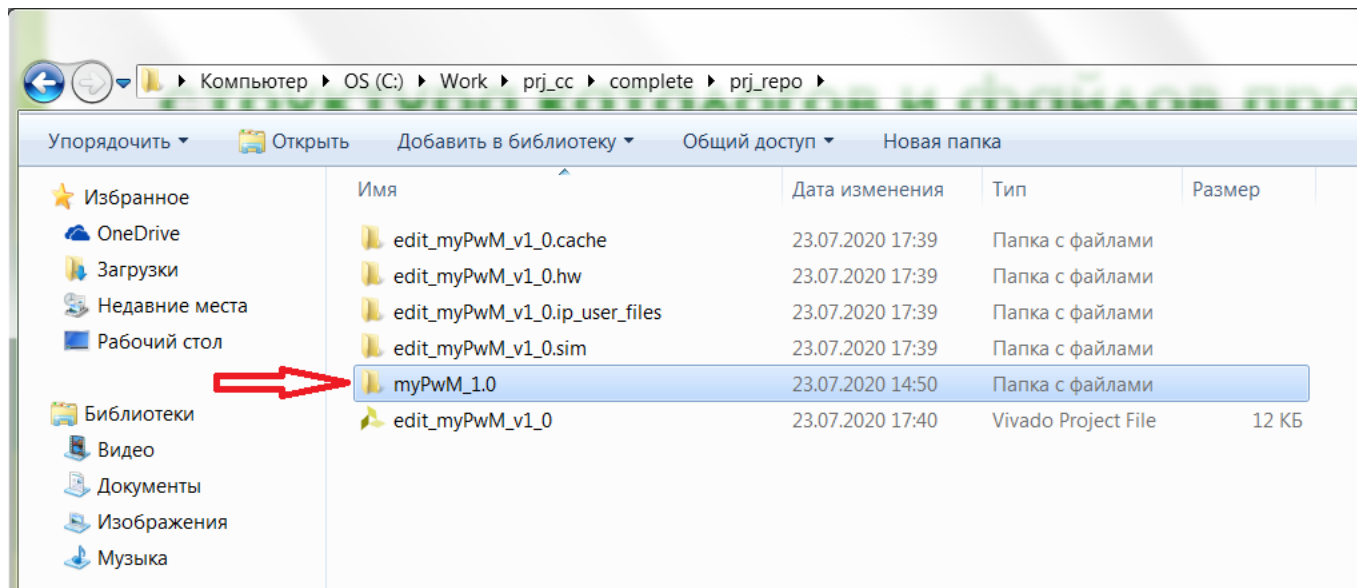 Компьютер OS (C:) Work prj_cc complete prj_repo
структура каталогов и файлов про
Упорядочить Открыть Добавить в библиотеку Общий доступ Новая папка
Избранное
OneDrive
Загрузки
Недавние места
Рабочий стол
Библиотеки
Видео
Документы
Изображения
Музыка
Имя Дата изменения Тип Размер
edit_myPwM_v1_0.cache 23.07.2020 17:39 Папка с файлами
edit_myPwM_v1_0.hw 23.07.2020 17:39 Папка с файлами
edit_myPwM_v1_0.ip_user_files 23.07.2020 17:39 Папка с файлами
edit_myPwM_v1_0.sim 23.07.2020 17:39 Папка с файлами
myPwM_1.0 23.07.2020 14:50 Папка с файлами
edit_myPwM_v1_0 23.07.2020 17:40 Vivado Project File 12 КБ